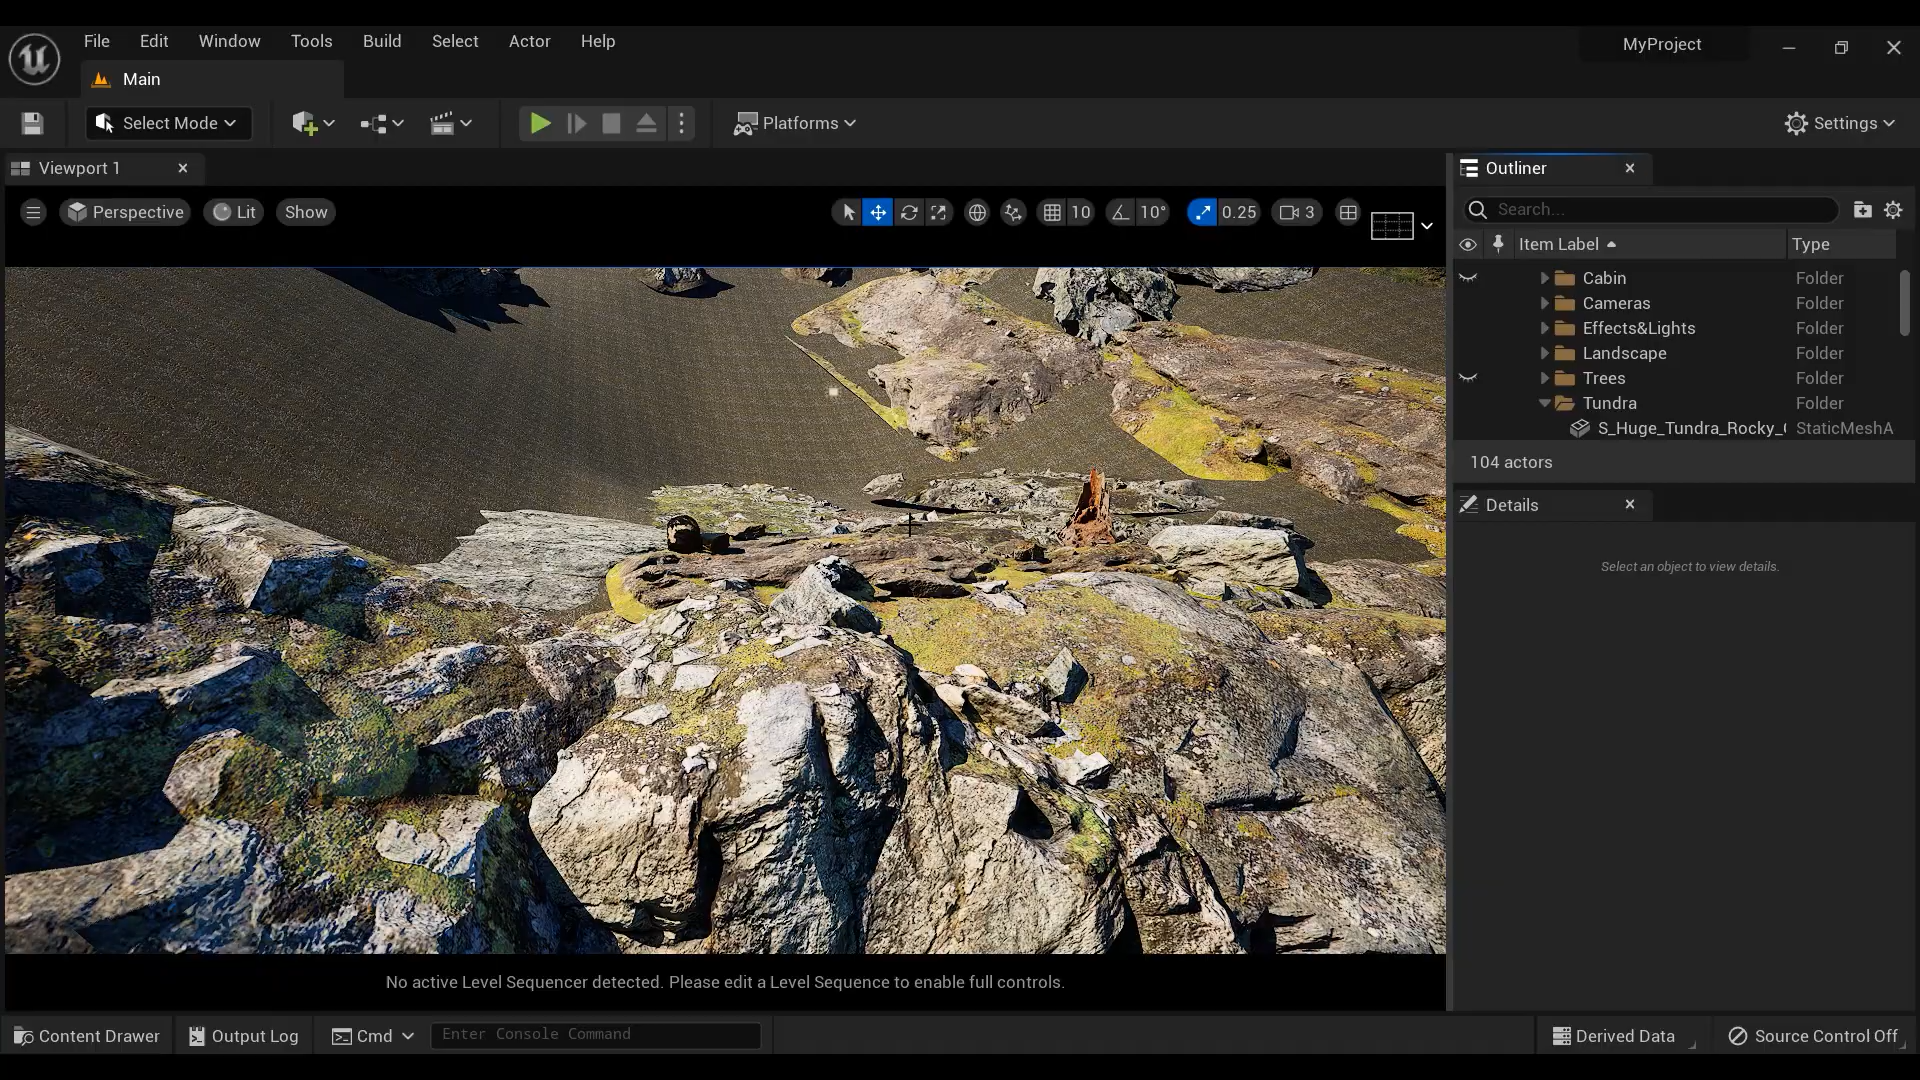 File Edit Window Tools Build Select Actor Help
MyProject
Main
Select Mode
Platforms
Settings
Viewport 1
Outliner
Perspective Lit Show
10 10° 0.25 3
Search...
Item Label Type
Cabin Folder
Cameras Folder
Effects&Lights Folder
Landscape Folder
Trees Folder
Tundra Folder
S_Huge_Tundra_Rocky_ StaticMeshA
104 actors
Details
Select an object to view details.
No active Level Sequencer detected. Please edit a Level Sequence to enable full controls.
Content Drawer Output Log Cmd Enter Console Command Derived Data Source Control Off